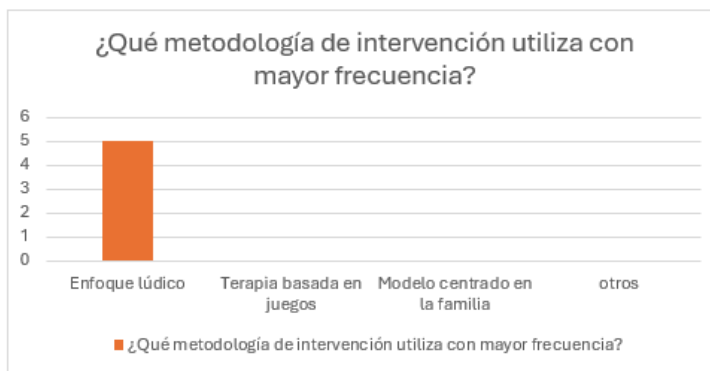 ¿Qué metodología de intervención utiliza con
mayor frecuencia?
6
5
4
3
2
1
0
Enfoque lúdico
Terapia basada en
juegos
Modelo centrado en
la familia
otros
¿Qué metodología de intervención utiliza con mayor frecuencia?